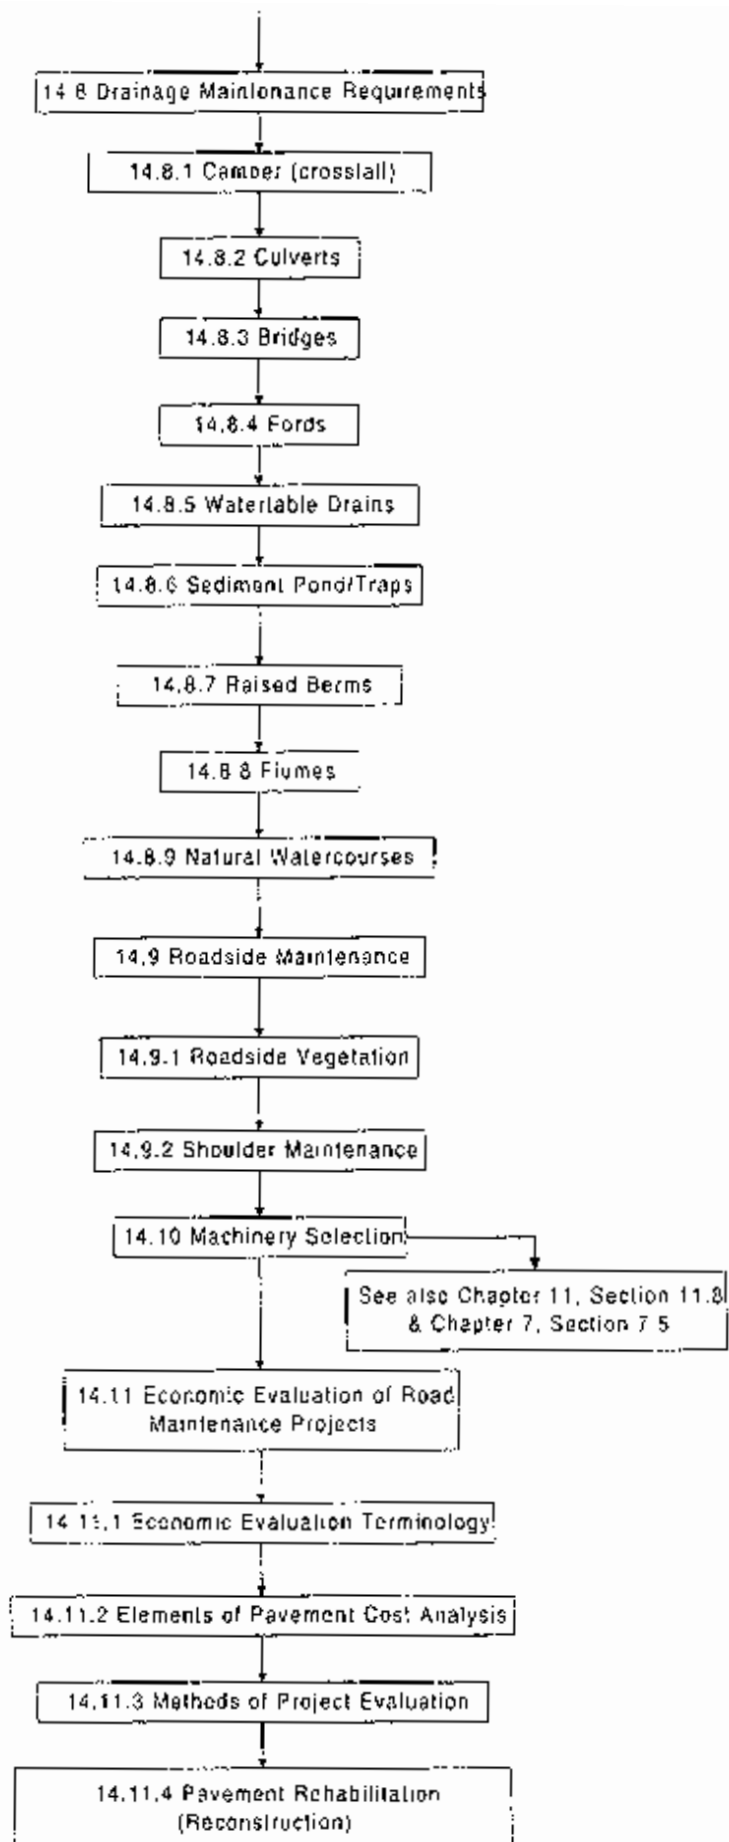 14.8 Drainage Maintenance Requirements
14.8.1 Camber (crossfall)
14.8.2 Culverts
14.8.3 Bridges
14.8.4 Fords
14.8.5 Watertable Drains
14.8.6 Sediment Pond/Traps
14.8.7 Raised Berms
14.8.8 Flumes
14.8.9 Natural Watercourses
14.9 Roadside Maintenance
14.9.1 Roadside Vegetation
14.9.2 Shoulder Maintenance
14.10 Machinery Selection
See also Chapter 11, Section 11.8
& Chapter 7, Section 7.5
14.11 Economic Evaluation of Road
Maintenance Projects
14.11.1 Economic Evaluation Terminology
14.11.2 Elements of Pavement Cost Analysis
14.11.3 Methods of Project Evaluation
14.11.4 Pavement Rehabilitation
(Reconstruction)